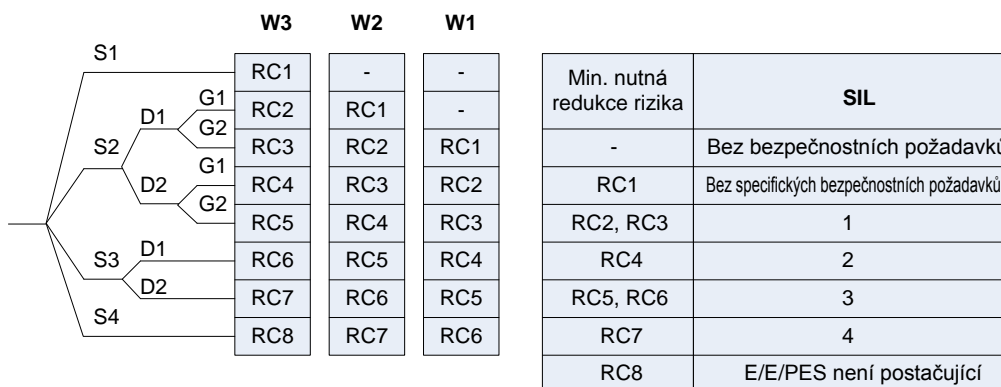 W3 W2 W1
S1
RC1 - -
G1
D1
RC2 RC1 -
G2
S2
RC3 RC2 RC1
G1
D2
RC4 RC3 RC2
G2
RC5 RC4 RC3
S3 D1
RC6 RC5 RC4
D2
RC7 RC6 RC5
S4
RC8 RC7 RC6
Min. nutná
redukce rizika
SIL
- Bez bezpečnostních požadavků
RC1 Bez specifických bezpečnostních požadavků
RC2, RC3 1
RC4 2
RC5, RC6 3
RC7 4
RC8 E/E/PES není postačující